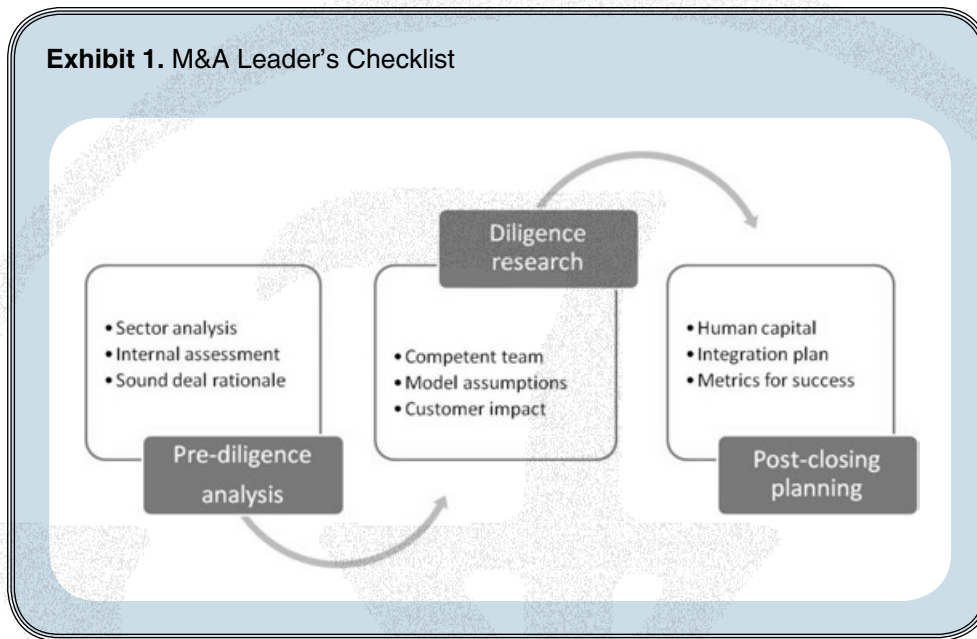 Exhibit 1. M&A Leader's Checklist
• Sector analysis
• Internal assessment
• Sound deal rationale
Pre-diligence
analysis
Diligence
research
• Competent team
• Model assumptions
• Customer impact
• Human capital
• Integration plan
• Metrics for success
Post-closing
planning